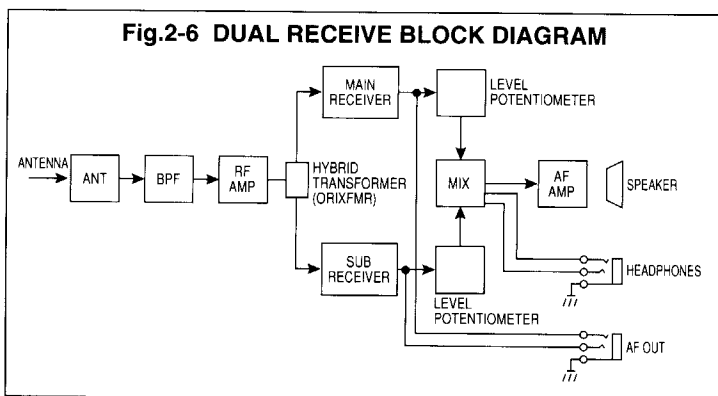 Fig.2-6 DUAL RECEIVE BLOCK DIAGRAM
MAIN
RECEIVER
LEVEL
POTENTIOMETER
ANTENNA
ANT
BPF
RF
AMP
HYBRID
TRANSFORMER
(ORIXFMR)
MIX
AF
AMP
SPEAKER
SUB
RECEIVER
LEVEL
POTENTIOMETER
HEADPHONES
AF OUT